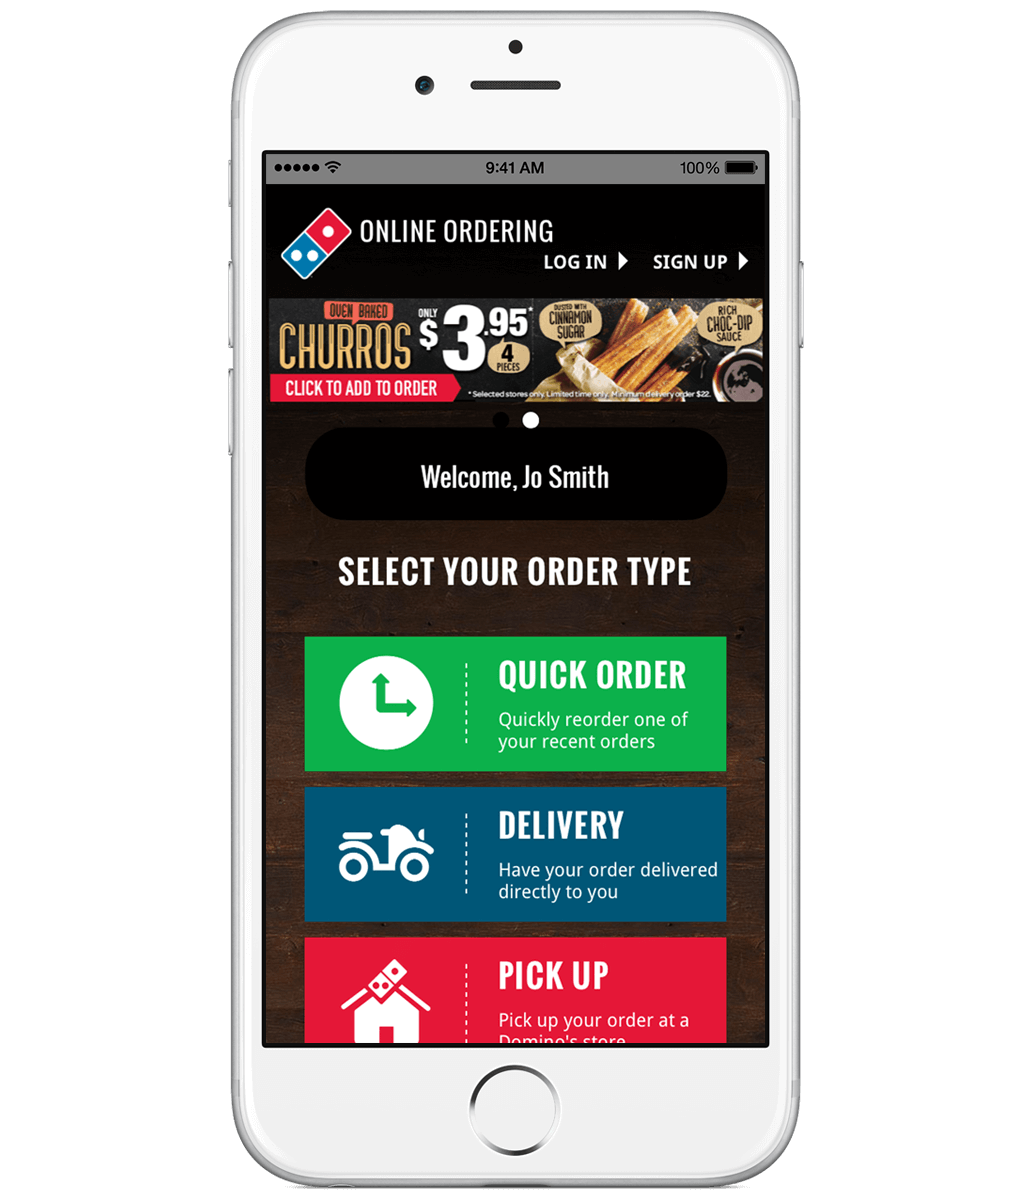 9:41 AM 100%
ONLINE ORDERING
LOG IN SIGN UP
OVEN BAKED
CHURROS
ONLY
$3.95*
4
PIECES
DUSTED WITH
CINNAMON
SUGAR
RICH
CHOC-DIP
SAUCE
CLICK TO ADD TO ORDER
*Selected stores only. Limited time only. Minimum delivery order $22.
Welcome, Jo Smith
SELECT YOUR ORDER TYPE
QUICK ORDER
Quickly reorder one of
your recent orders
DELIVERY
Have your order delivered
directly to you
PICK UP
Pick up your order at a
Domino's store